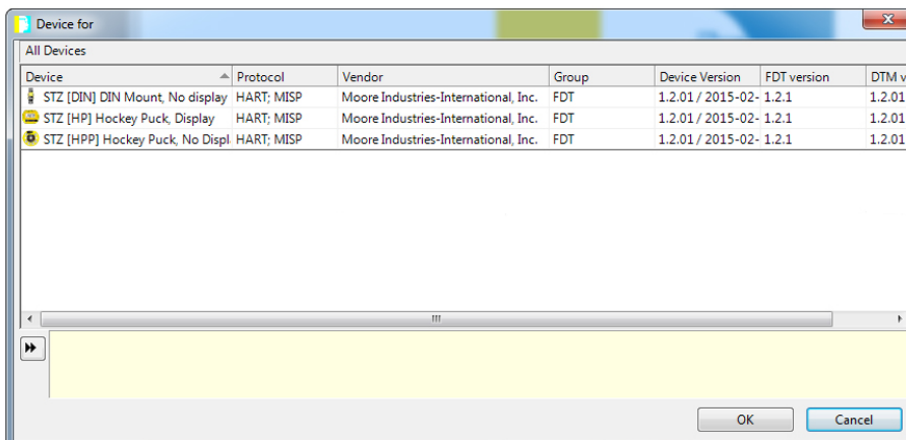 Device for
All Devices
Device Protocol Vendor Group Device Version FDT version DTM v
STZ [DIN] DIN Mount, No display HART; MISP Moore Industries-International, Inc. FDT 1.2.01 / 2015-02- 1.2.1 1.2.01
STZ [HP] Hockey Puck, Display HART; MISP Moore Industries-International, Inc. FDT 1.2.01 / 2015-02- 1.2.1 1.2.01
STZ [HPP] Hockey Puck, No Displ HART; MISP Moore Industries-International, Inc. FDT 1.2.01 / 2015-02- 1.2.1 1.2.01
OK Cancel